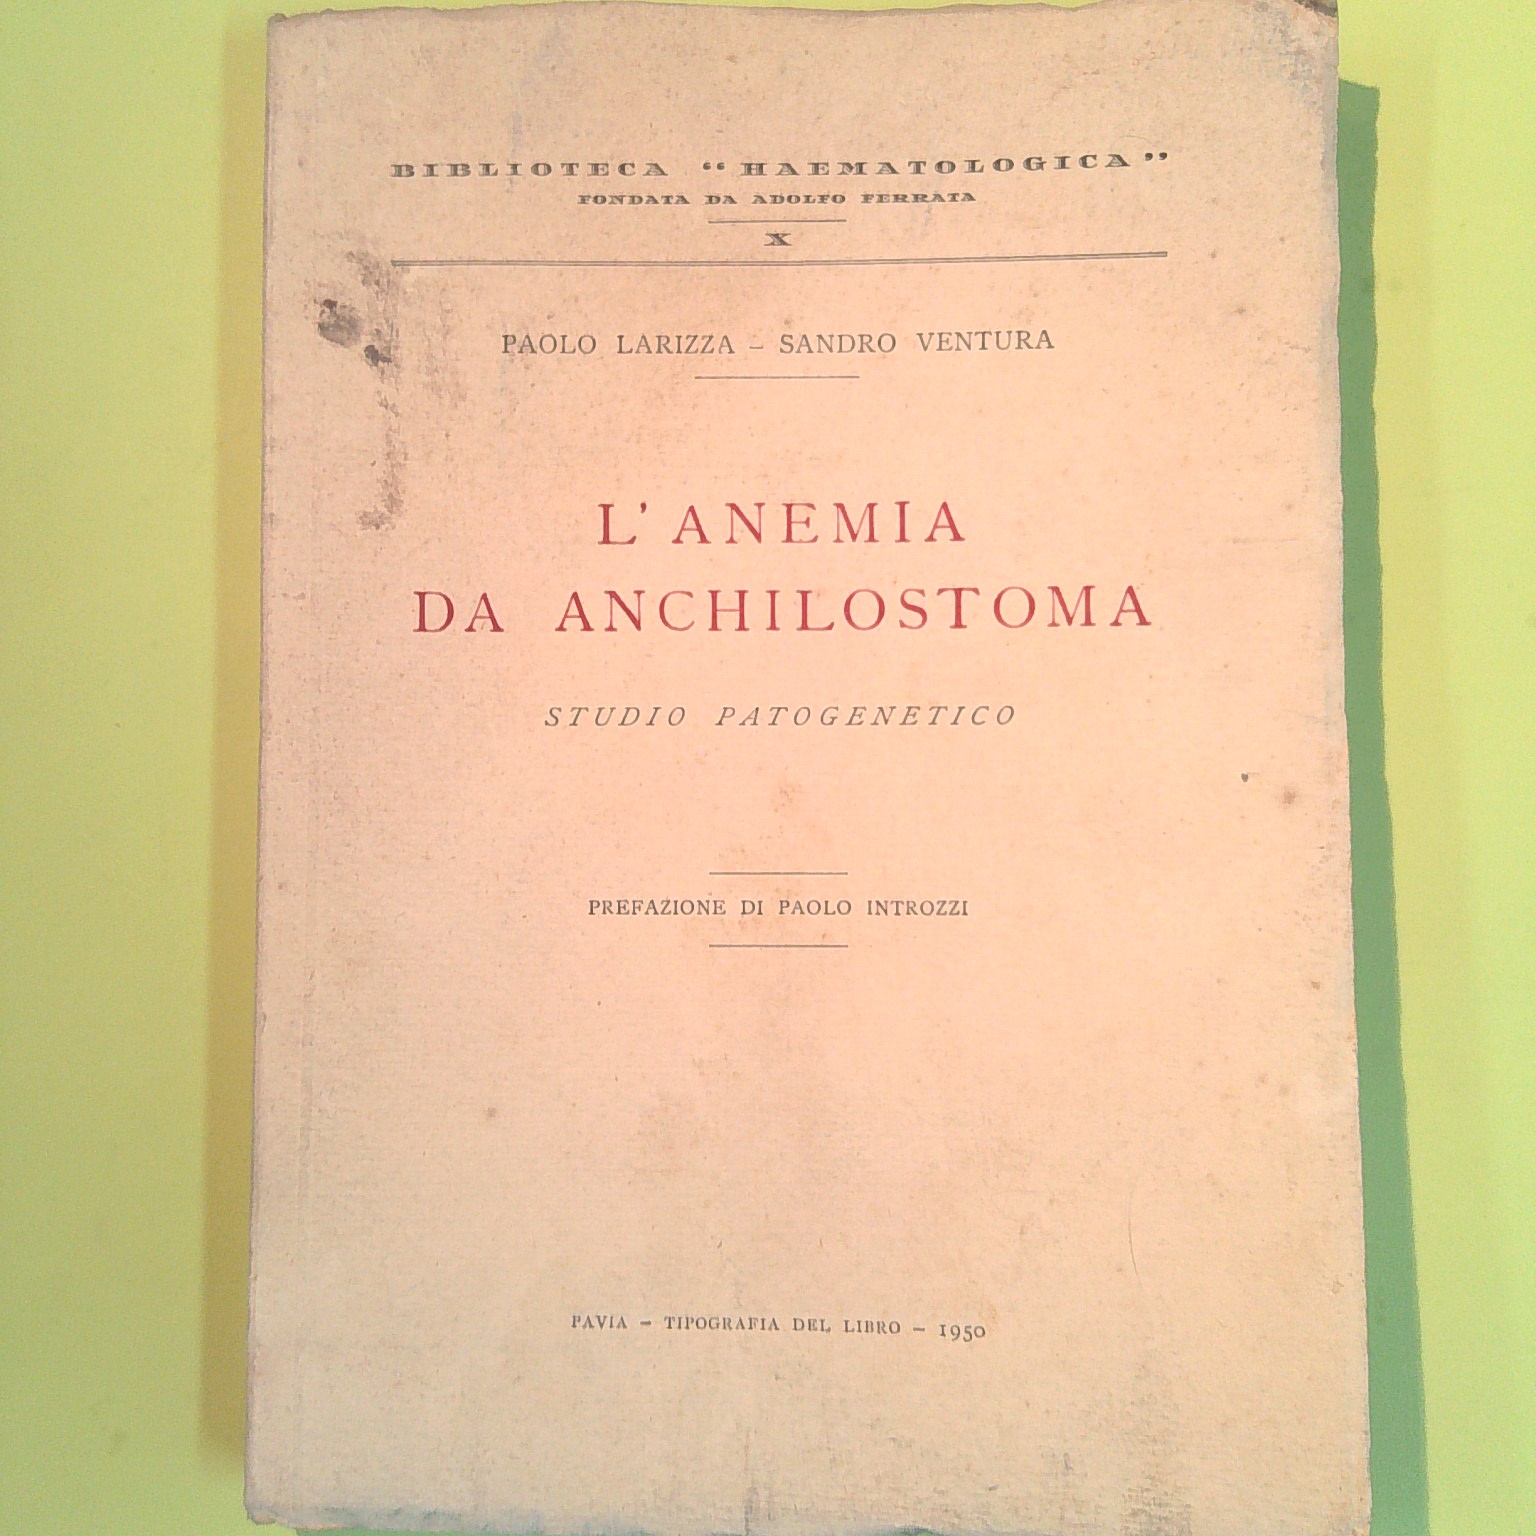 BIBLIOTECA “HAEMATOLOGICA”
FONDATA DA ADOLFO FERRATA
X
PAOLO LARIZZA – SANDRO VENTURA
L'ANEMIA
DA ANCHILOSTOMA
STUDIO PATOGENETICO
PREFAZIONE DI PAOLO INTROZZI
PAVIA – TIPOGRAFIA DEL LIBRO – 1950